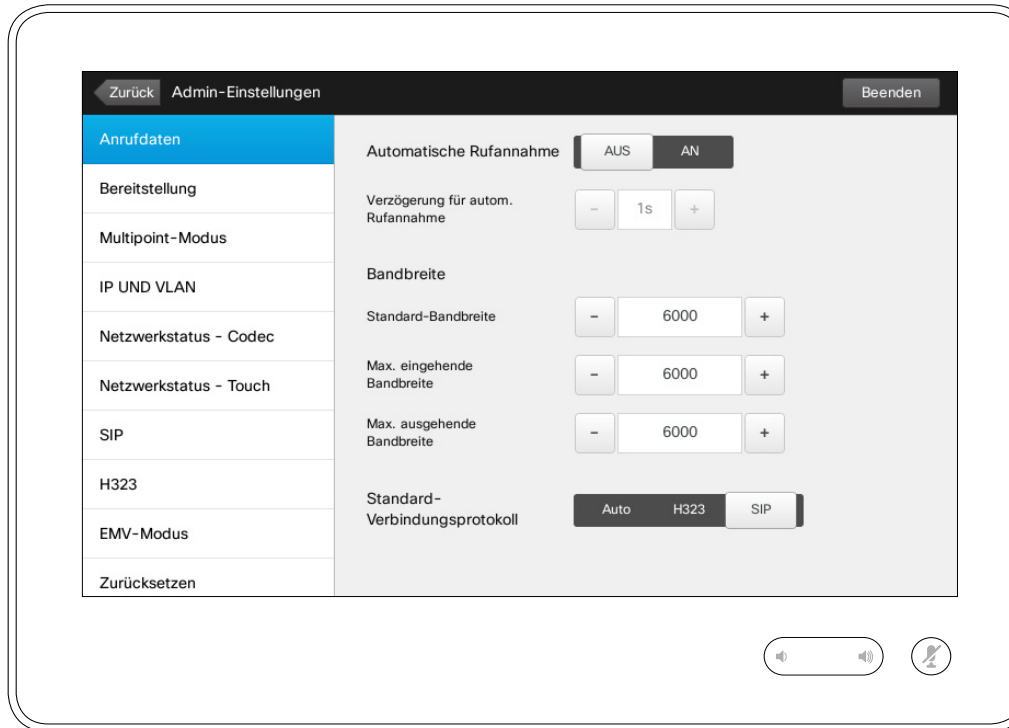 Zurück Admin-Einstellungen Beenden
Anrufdaten
Bereitstellung
Multipoint-Modus
IP UND VLAN
Netzwerkstatus - Codec
Netzwerkstatus - Touch
SIP
H323
EMV-Modus
Zurücksetzen
Automatische Rufannahme AUS AN
Verzögerung für autom.
Rufannahme
- 1s +
Bandbreite
Standard-Bandbreite - 6000 +
Max. eingehende
Bandbreite
- 6000 +
Max. ausgehende
Bandbreite
- 6000 +
Standard-
Verbindungsprotokoll
Auto H323 SIP